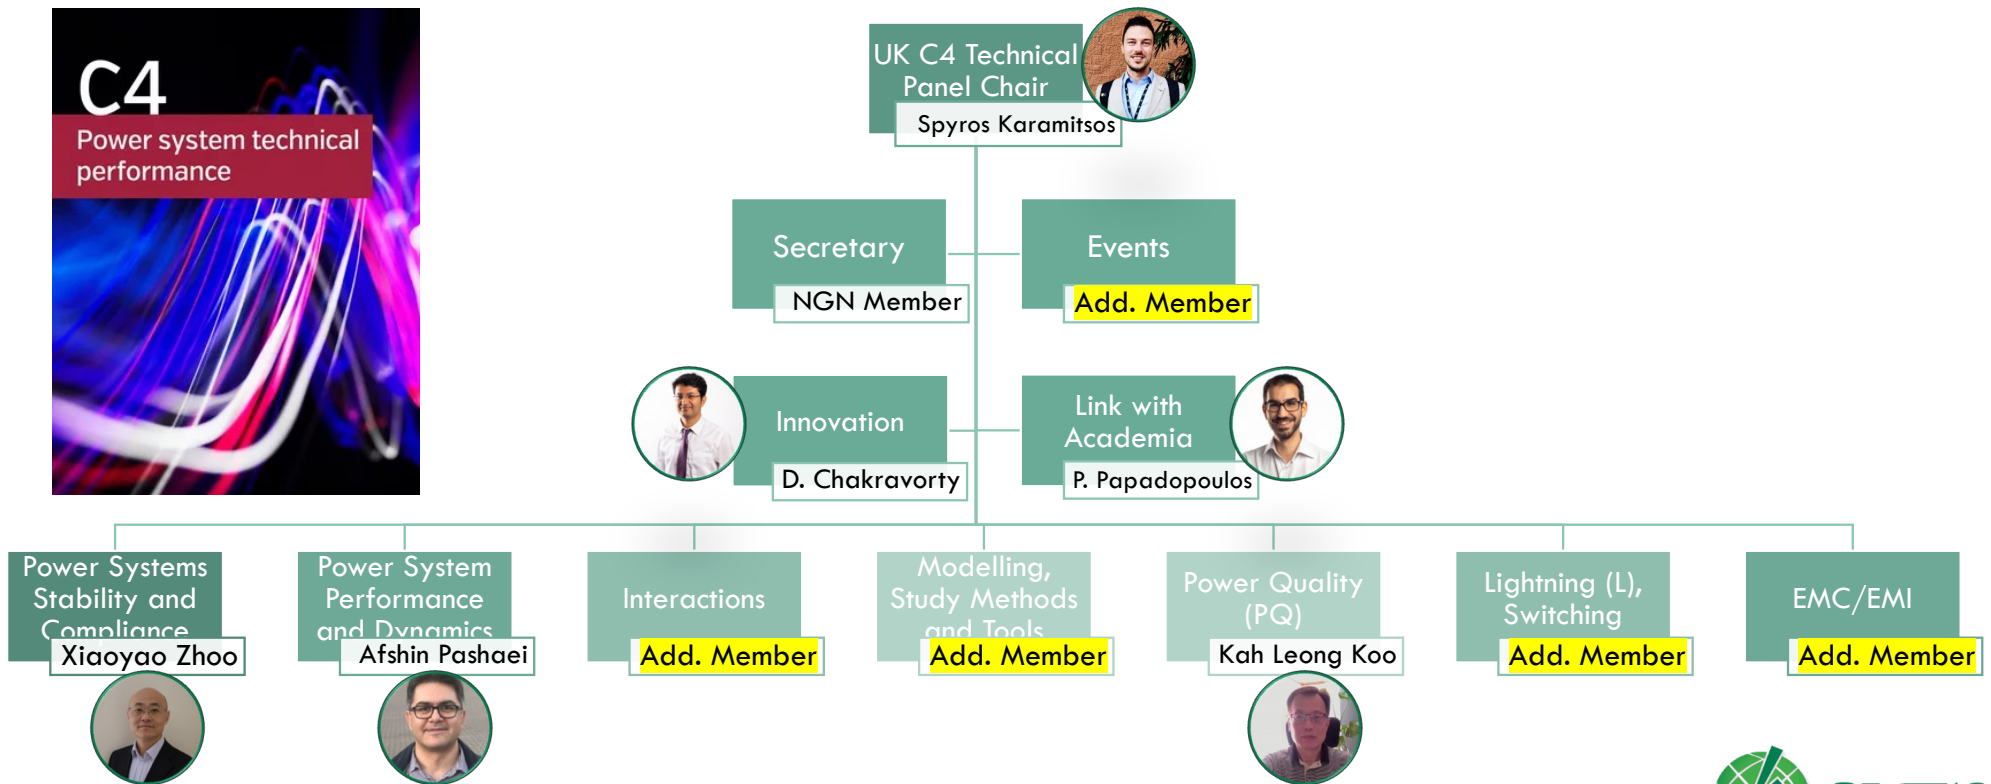 C4
Power system technical
performance
UK C4 Technical
Panel Chair
Spyros Karamitsos
Secretary
NGN Member
Events
Add. Member
Innovation
D. Chakravorty
Link with
Academia
P. Papadopoulos
Power Systems
Stability and
Compliance
Xiaoyao Zhoo
Power System
Performance
and Dynamics
Afshin Pashaei
Interactions
Add. Member
Modelling,
Study Methods
and Tools
Add. Member
Power Quality
(PQ)
Kah Leong Koo
Lightning (L),
Switching
Add. Member
EMC/EMI
Add. Member